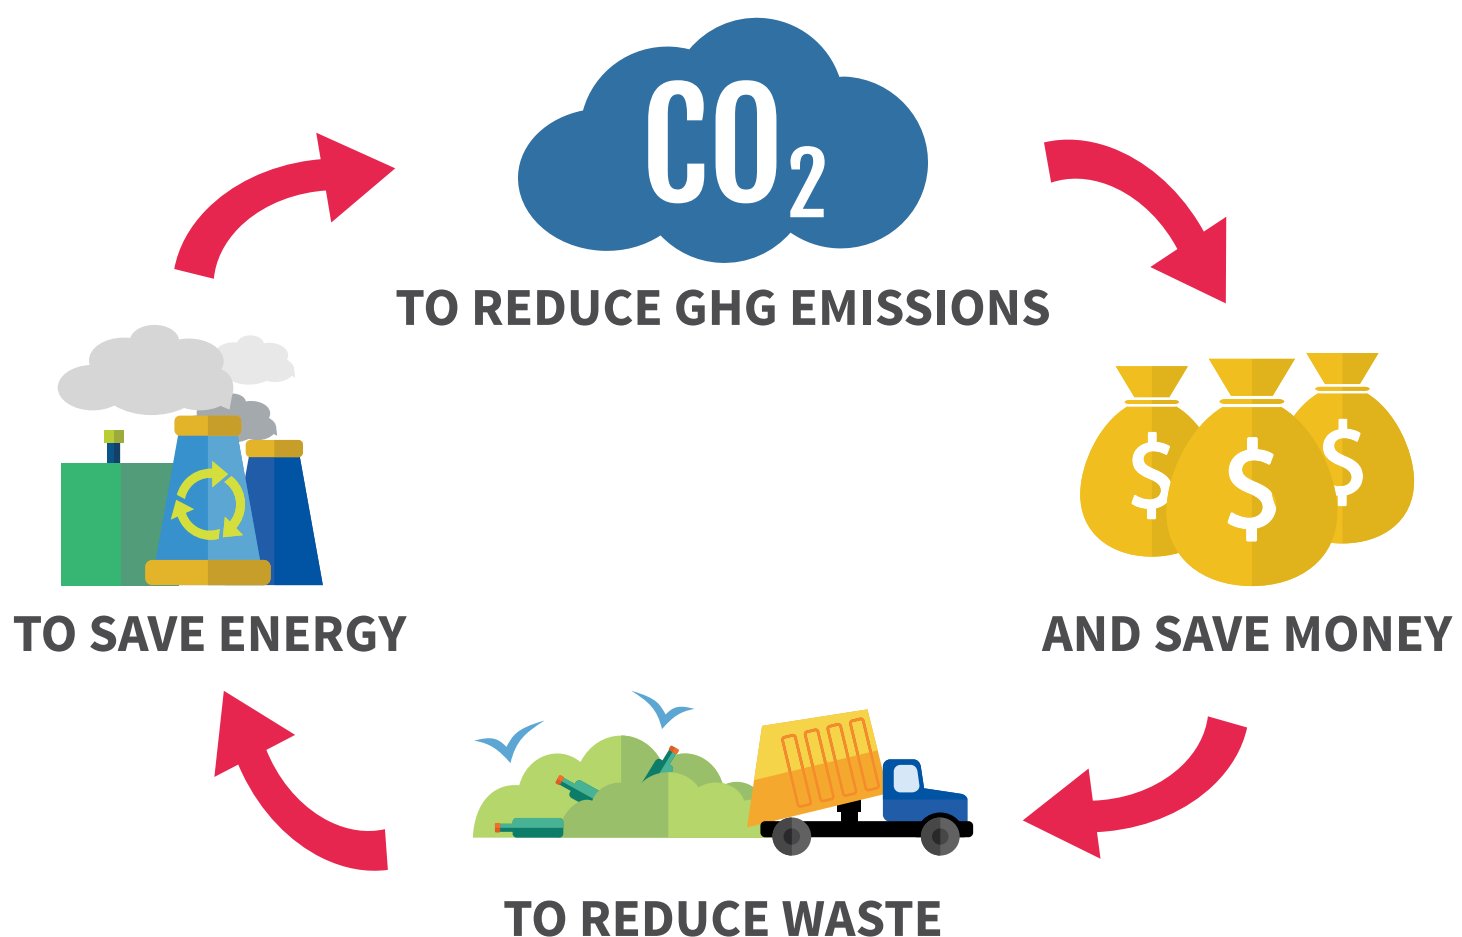 CO₂
TO REDUCE GHG EMISSIONS
$ $ $
TO SAVE ENERGY
AND SAVE MONEY
TO REDUCE WASTE